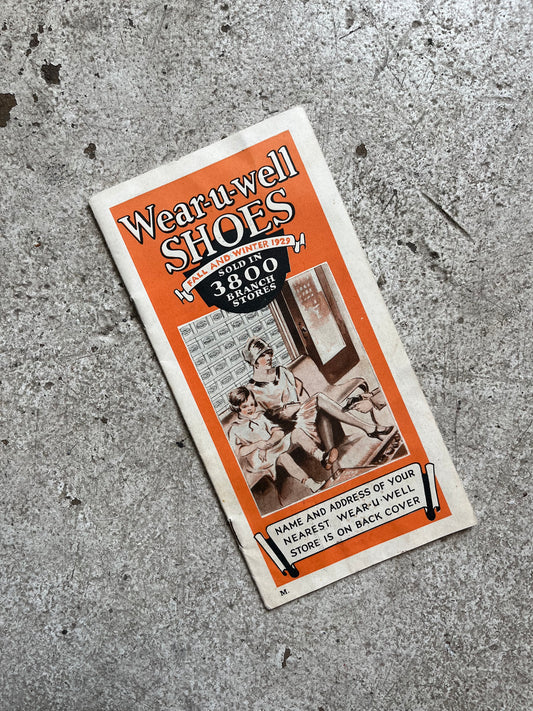 Wear-u-well
SHOES
FALL AND WINTER 1929
SOLD IN
3800
BRANCH
STORES
NAME AND ADDRESS OF YOUR
NEAREST WEAR-U-WELL
STORE IS ON BACK COVER
M.